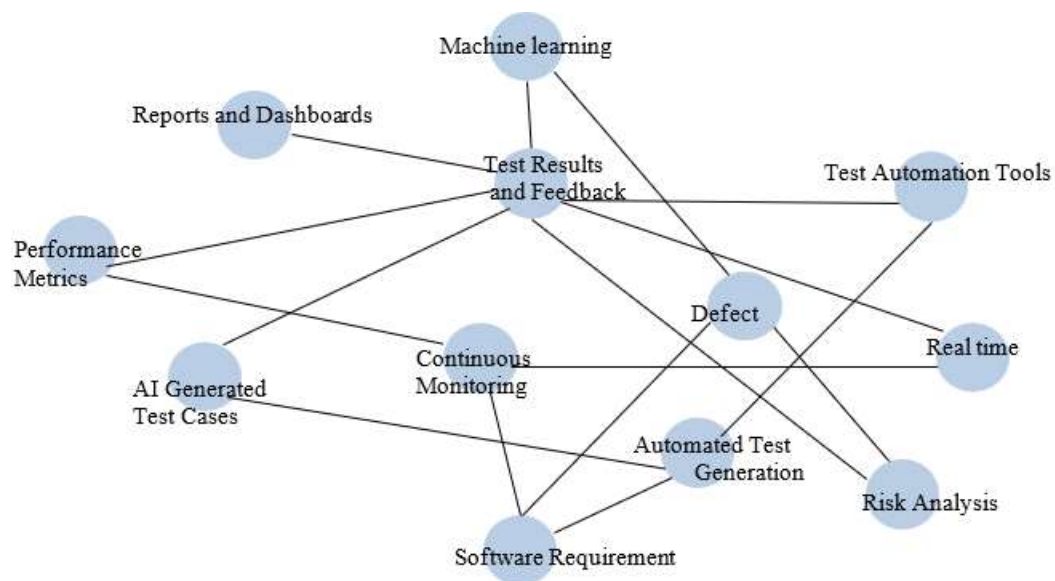 Machine learning
Reports and Dashboards
Test Results
and Feedback
Test Automation Tools
Performance
Metrics
Defect
Real time
Continuous
Monitoring
AI Generated
Test Cases
Automated Test
Generation
Risk Analysis
Software Requirement